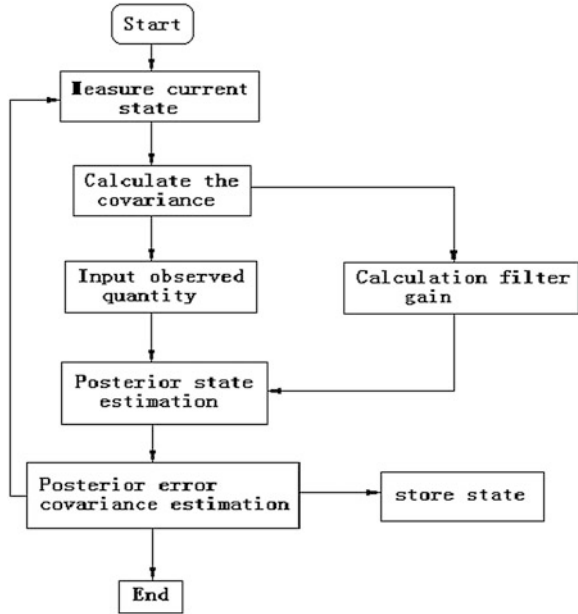 Start
Measure current
state
Calculate the
covariance
Input observed
quantity
Calculation filter
gain
Posterior state
estimation
Posterior error
covariance estimation
store state
End